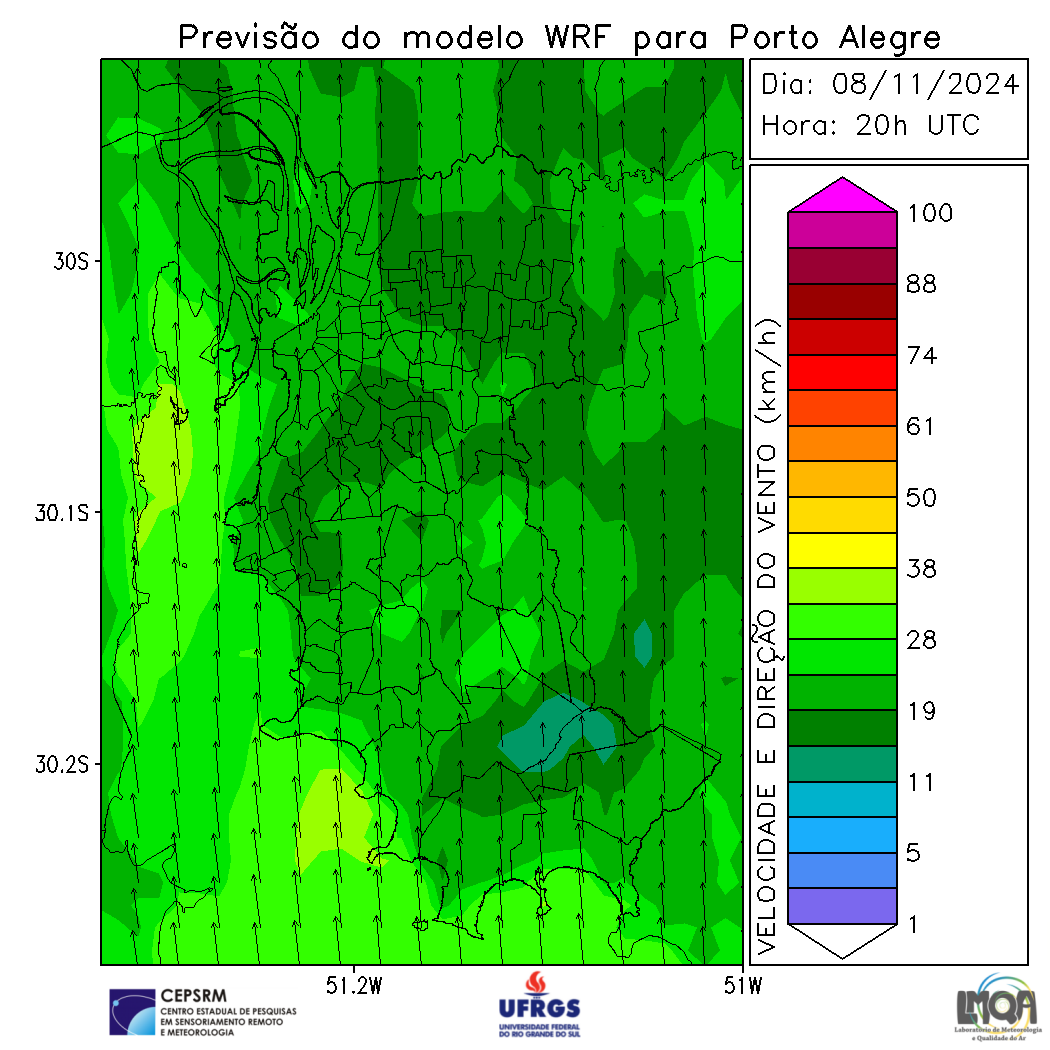 Previsão do modelo WRF para Porto Alegre
Dia: 08/11/2024
Hora: 20h UTC
30S
30.1S
30.2S
51.2W
51W
VELOCIDADE E DIREÇÃO DO VENTO (km/h)
100
88
74
61
50
38
28
19
11
5
1
CEPSRM
CENTRO ESTADUAL DE PESQUISAS
EM SENSORIAMENTO REMOTO
E METEOROLOGIA
UFRGS
UNIVERSIDADE FEDERAL
DO RIO GRANDE DO SUL
LMQA
Laboratório de Meteorologia
e Qualidade do Ar